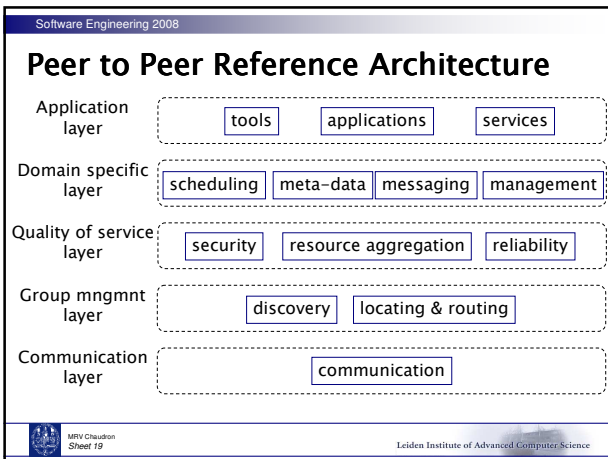 Software Engineering 2008
Peer to Peer Reference Architecture
Application
layer
tools applications services
Domain specific
layer
scheduling meta-data messaging management
Quality of service
layer
security resource aggregation reliability
Group mngmnt
layer
discovery locating & routing
Communication
layer
communication
MRV Chaudron
Sheet 19
Leiden Institute of Advanced Computer Science